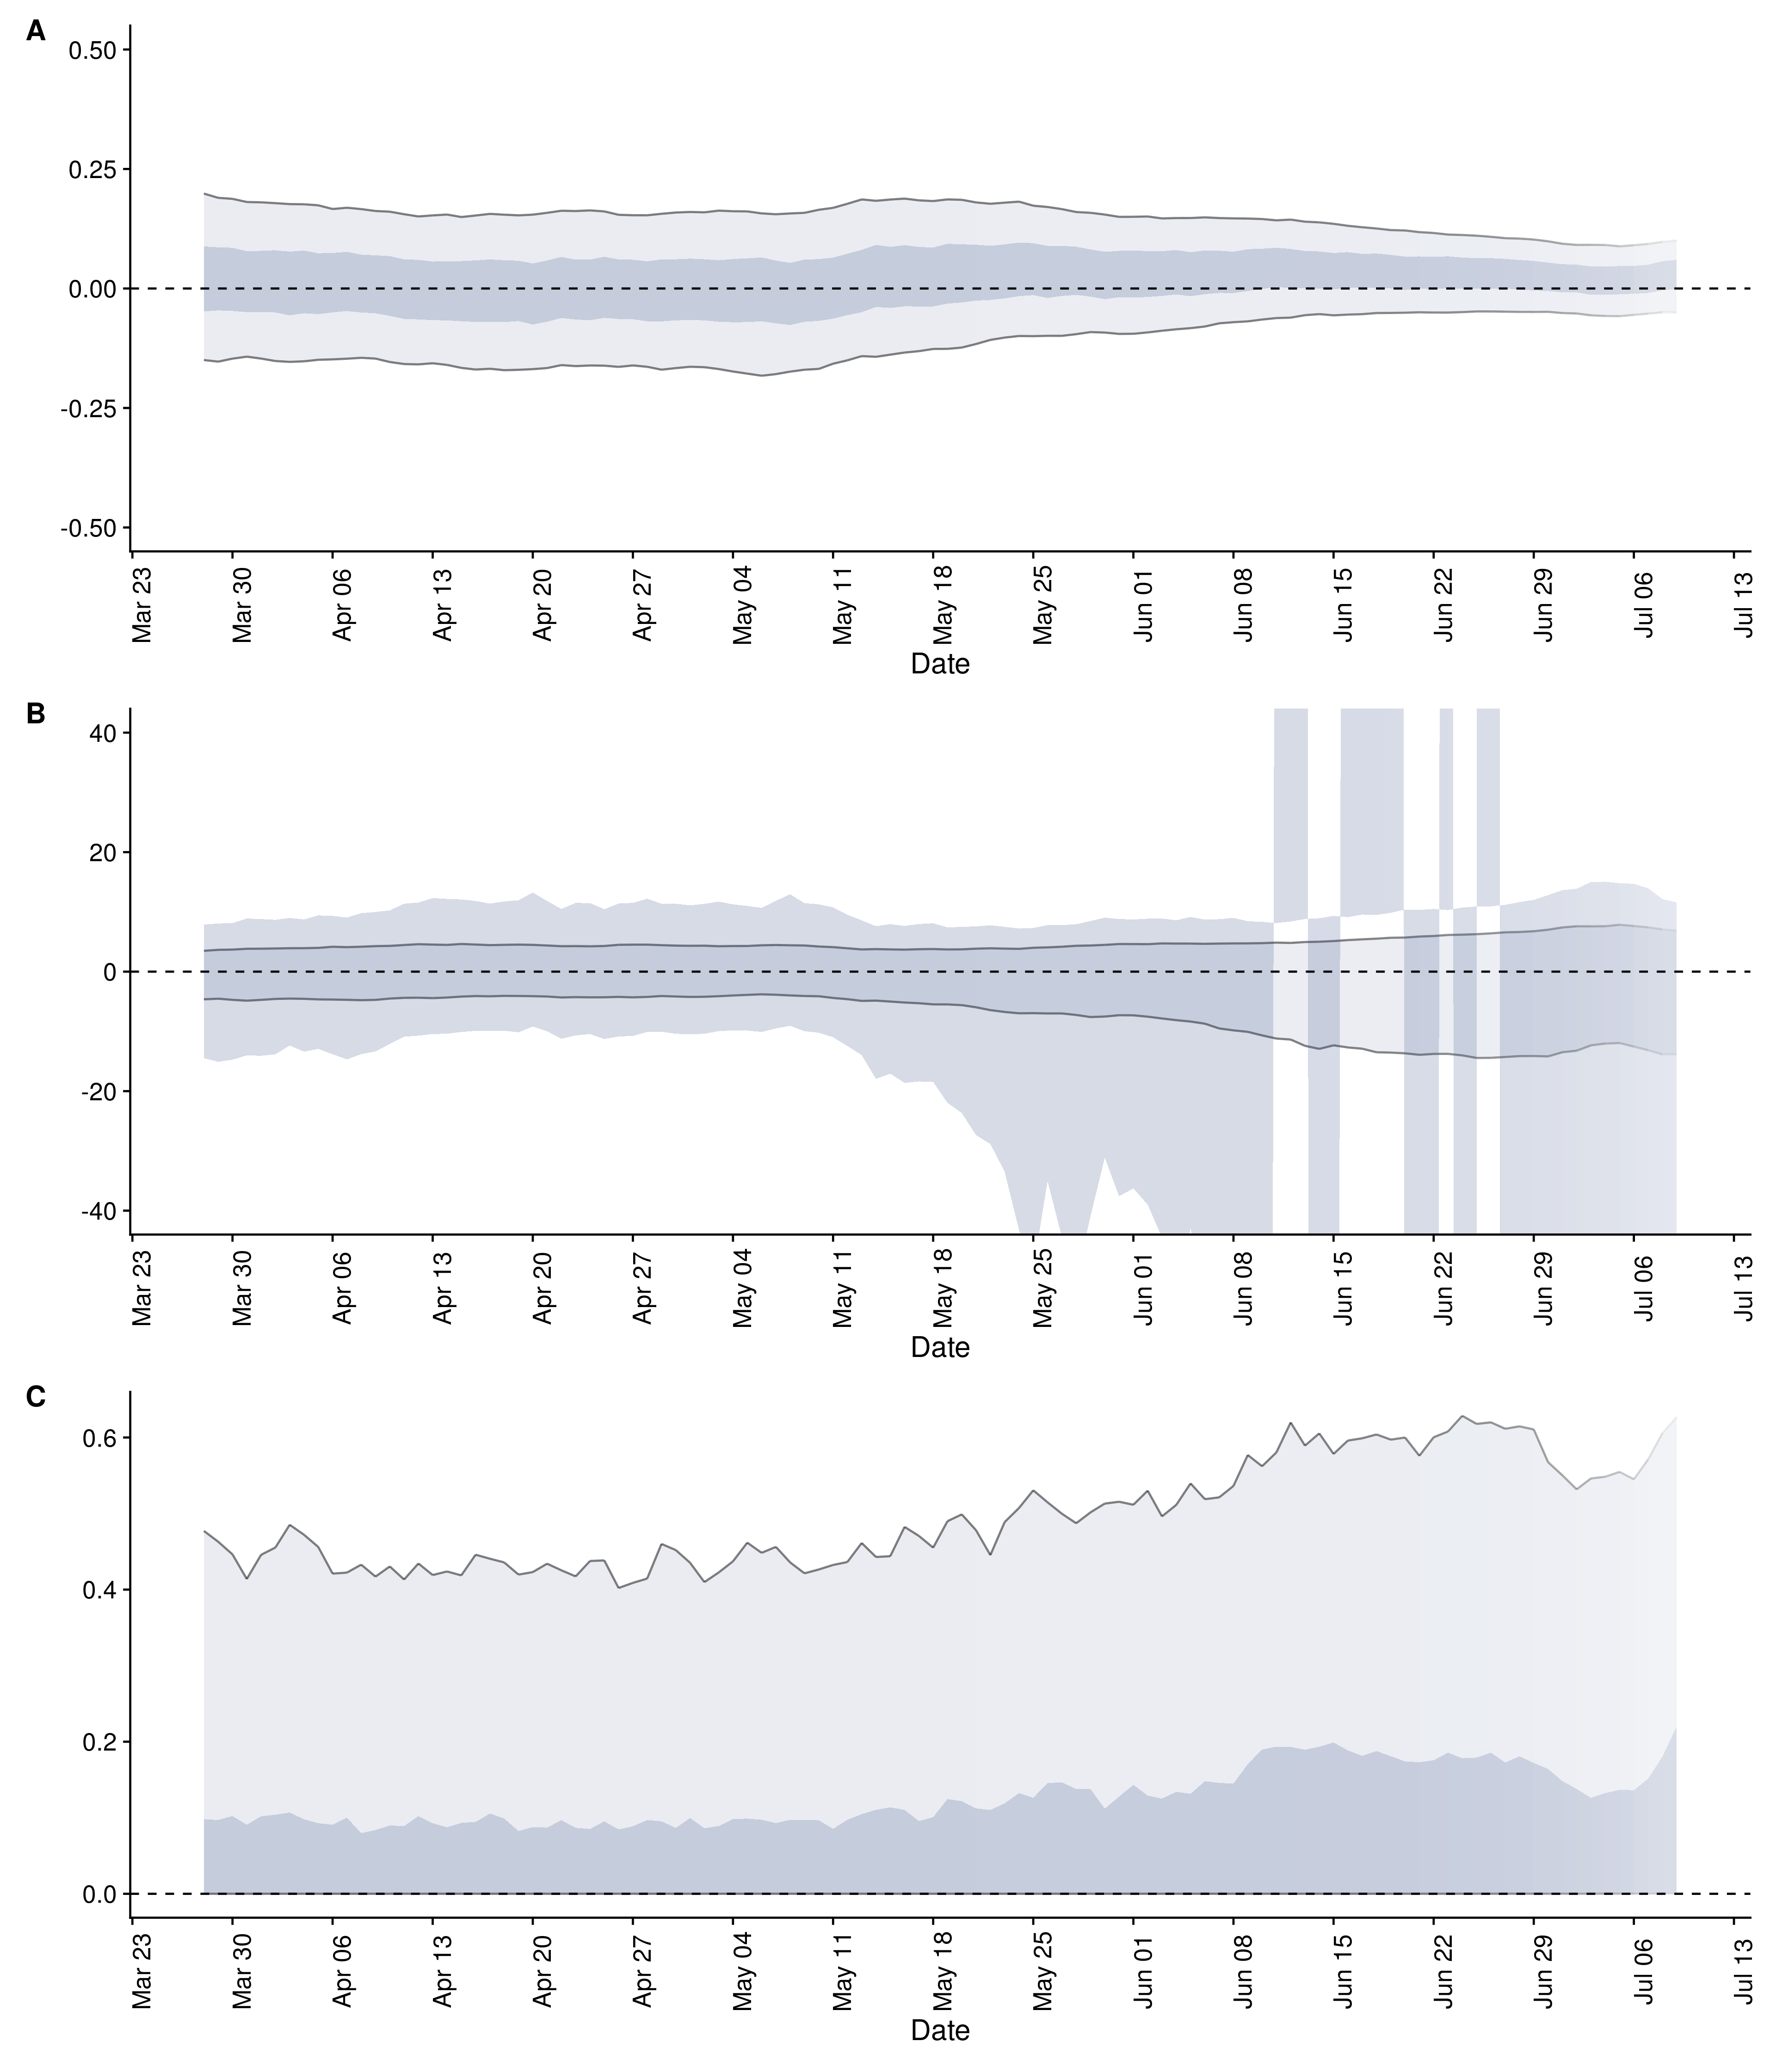 A
0.50
0.25
0.00
-0.25
-0.50
Mar 23
Mar 30
Apr 06
Apr 13
Apr 20
Apr 27
May 04
May 11
May 18
May 25
Jun 01
Jun 08
Jun 15
Jun 22
Jun 29
Jul 06
Jul 13
Date
B
40
20
0
-20
-40
Mar 23
Mar 30
Apr 06
Apr 13
Apr 20
Apr 27
May 04
May 11
May 18
May 25
Jun 01
Jun 08
Jun 15
Jun 22
Jun 29
Jul 06
Jul 13
Date
C
0.6
0.4
0.2
0.0
Mar 23
Mar 30
Apr 06
Apr 13
Apr 20
Apr 27
May 04
May 11
May 18
May 25
Jun 01
Jun 08
Jun 15
Jun 22
Jun 29
Jul 06
Jul 13
Date